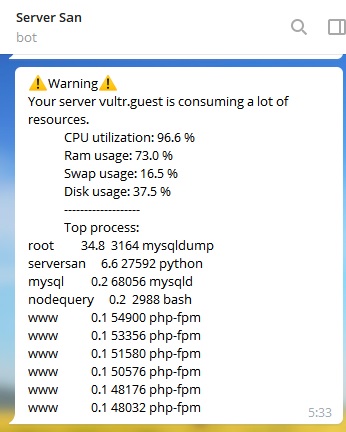 Server San
bot
⚠️Warning⚠️
Your server vultr.guest is consuming a lot of
resources.
CPU utilization: 96.6 %
Ram usage: 73.0 %
Swap usage: 16.5 %
Disk usage: 37.5 %
-------------------
Top process:
root 34.8 3164 mysqldump
serversan 6.6 27592 python
mysql 0.2 68056 mysqld
nodequery 0.2 2988 bash
www 0.1 54900 php-fpm
www 0.1 53356 php-fpm
www 0.1 51580 php-fpm
www 0.1 50576 php-fpm
www 0.1 48176 php-fpm
www 0.1 48032 php-fpm
5:33